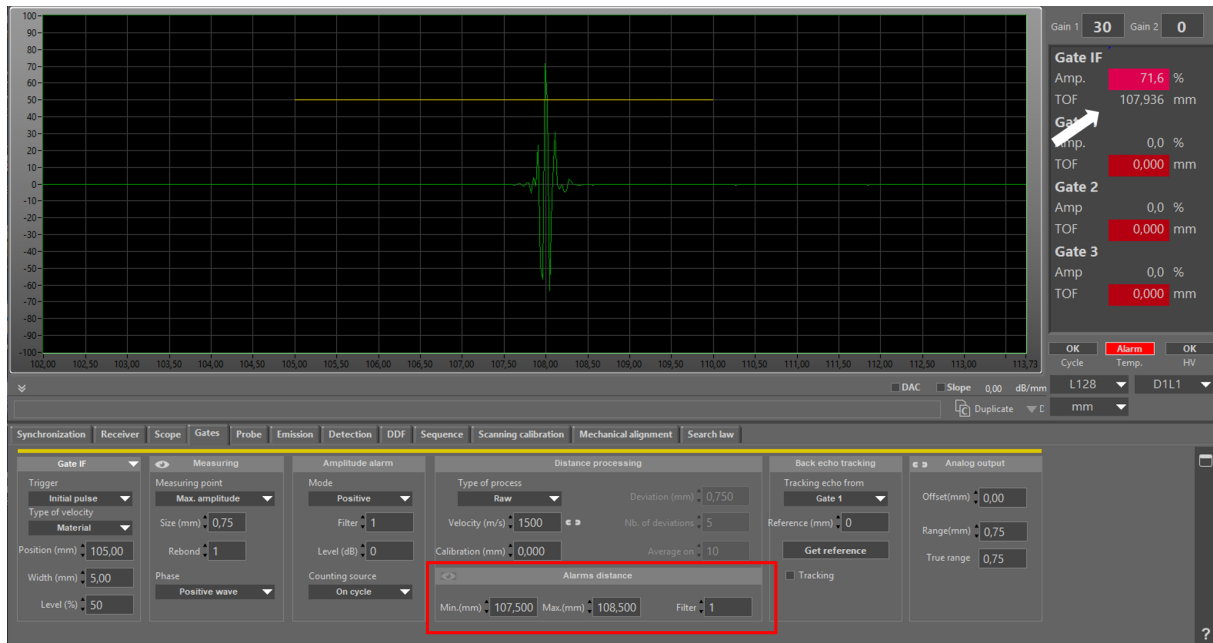 100
90
80
70
60
50
40
30
20
10
0
-10
-20
-30
-40
-50
-60
-70
-80
-90
-100
102,00 102,50 103,00 103,50 104,00 104,50 105,00 105,50 106,00 106,50 107,00 107,50 108,00 108,50 109,00 109,50 110,00 110,50 111,00 111,50 112,00 112,50 113,00 113,73
Gain 1 30 Gain 2 0
Gate IF
Amp. 71,6 %
TOF 107,936 mm
Amp. 0,0 %
TOF 0,000 mm
Gate 2
Amp 0,0 %
TOF 0,000 mm
Gate 3
Amp 0,0 %
TOF 0,000 mm
OK Alarm OK
Cycle Temp. HV
DAC Slope 0,00 dB/mm L128 D1L1
Duplicate mm
Synchronization Receiver Scope Gates Probe Emission Detection DDF Sequence Scanning calibration Mechanical alignment Search law
Gate IF
Trigger
Initial pulse
Type of velocity
Material
Position (mm) 105,00
Width (mm) 5,00
Level (%) 50
Measuring
Measuring point
Max. amplitude
Size (mm) 0,75
Rebond 1
Phase
Positive wave
Amplitude alarm
Mode
Positive
Filter 1
Level (dB) 0
Counting source
On cycle
Distance processing
Type of process
Raw
Deviation (mm) 0,750
Velocity (m/s) 1500
Nb. of deviations 5
Calibration (mm) 0,000
Average on 10
Alarms distance
Min.(mm) 107,500 Max.(mm) 108,500 Filter 1
Back echo tracking
Tracking echo from
Gate 1
Reference (mm) 0
Get reference
Tracking
Analog output
Offset(mm) 0,00
Range(mm) 0,75
True range 0,75
?